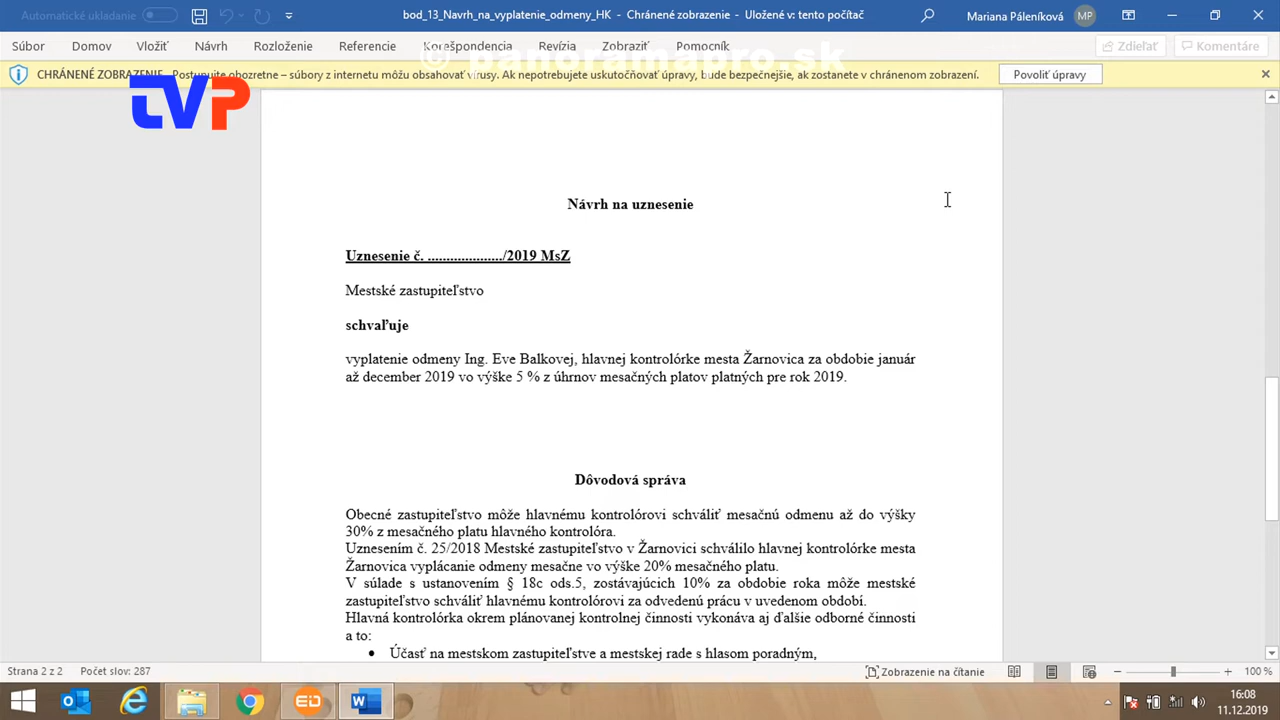 Automatické ukladanie
bod_13_Navrh_na_vyplatenie_odmeny_HK - Chránené zobrazenie - Uložené v: tento počítač
Mariana Páleníková MP
Súbor Domov Vložiť Návrh Rozloženie Referencie Korešpondencia Revízia Zobraziť Pomocník Zdieľať Komentáre
© panoramapro.sk
CHRÁNENÉ ZOBRAZENIE Postupujte obozretne – súbory z internetu môžu obsahovať vírusy. Ak nepotrebujete uskutočňovať úpravy, bude bezpečnejšie, ak zostanete v chránenom zobrazení. Povoliť úpravy
TVP
Návrh na uznesenie
Uznesenie č. ..................../2019 MsZ
Mestské zastupiteľstvo
schvaľuje
vyplatenie odmeny Ing. Eve Balkovej, hlavnej kontrolórke mesta Žarnovica za obdobie január
až december 2019 vo výške 5 % z úhrnov mesačných platov platných pre rok 2019.
Dôvodová správa
Obecné zastupiteľstvo môže hlavnému kontrolórovi schváliť mesačnú odmenu až do výšky
30% z mesačného platu hlavného kontrolóra.
Uznesením č. 25/2018 Mestské zastupiteľstvo v Žarnovici schválilo hlavnej kontrolórke mesta
Žarnovica vyplácanie odmeny mesačne vo výške 20% mesačného platu.
V súlade s ustanovením § 18c ods.5, zostávajúcich 10% za obdobie roka môže mestské
zastupiteľstvo schváliť hlavnému kontrolórovi za odvedenú prácu v uvedenom období.
Hlavná kontrolórka okrem plánovanej kontrolnej činnosti vykonáva aj ďalšie odborné činnosti
a to:
• Účasť na mestskom zastupiteľstve a mestskej rade s hlasom poradným,
Strana 2 z 2 Počet slov: 287 Zobrazenie na čítanie 100 %
16:08
11.12.2019